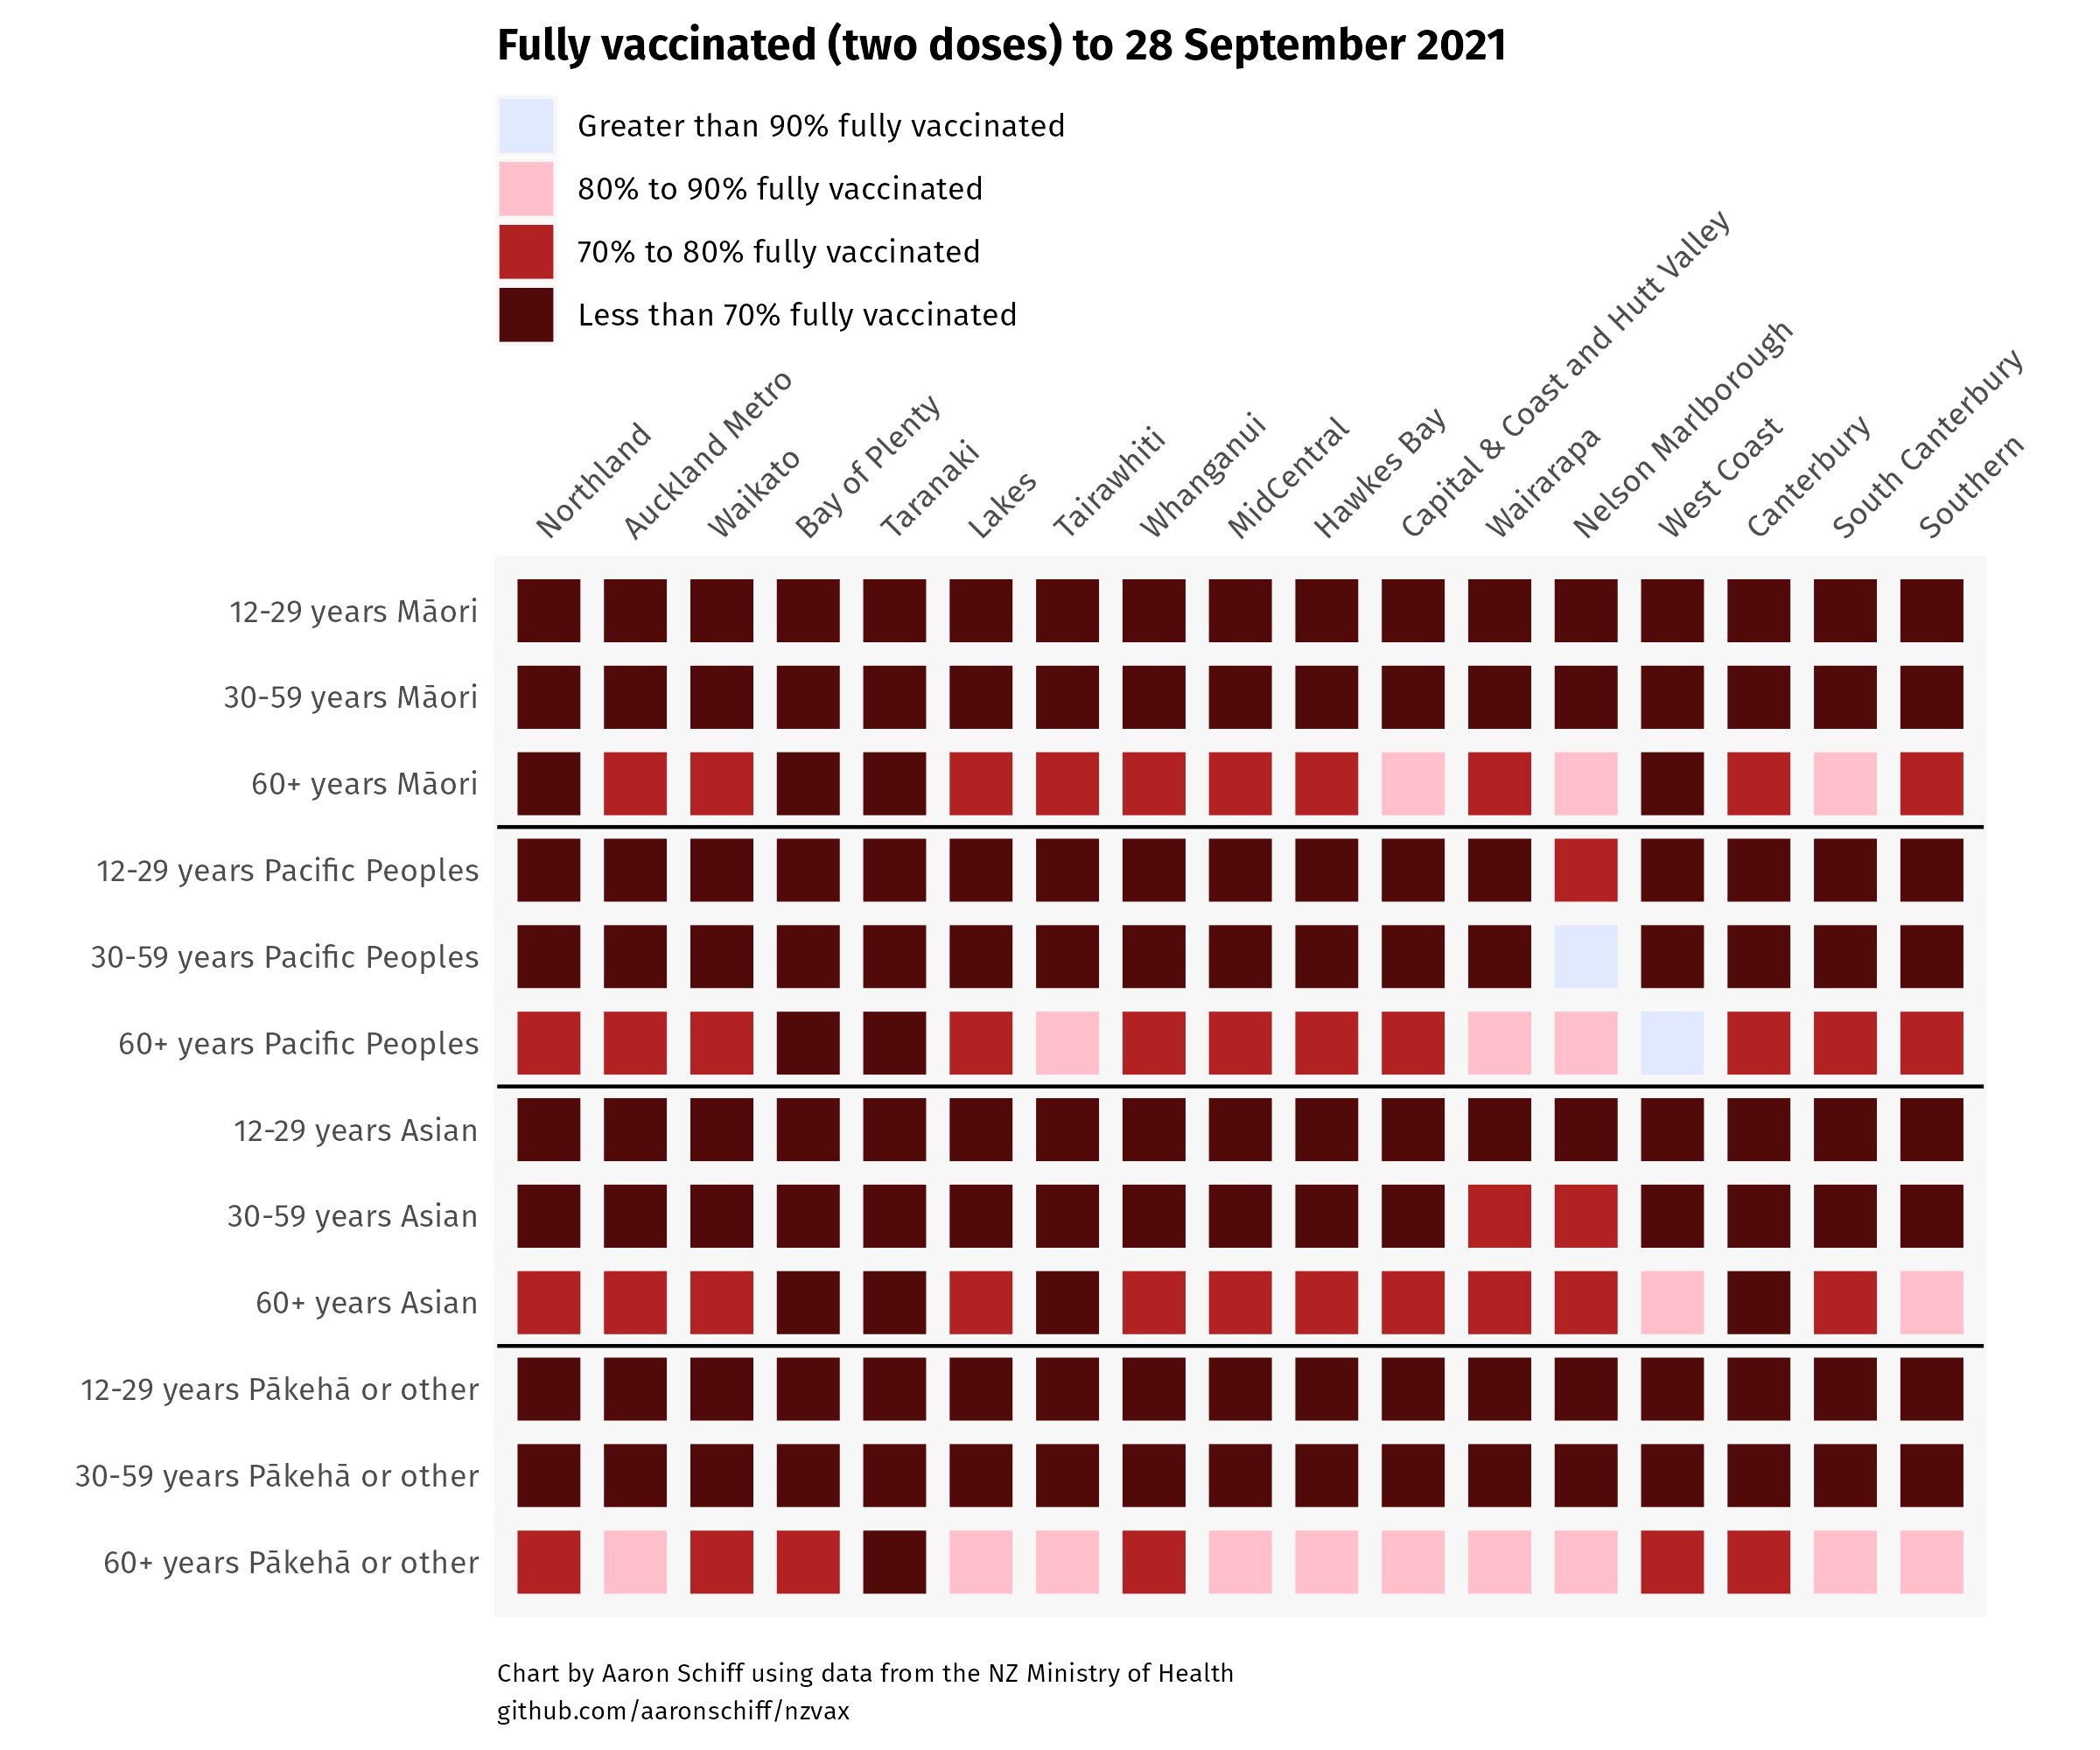 Fully vaccinated (two doses) to 28 September 2021
Greater than 90% fully vaccinated
80% to 90% fully vaccinated
70% to 80% fully vaccinated
Less than 70% fully vaccinated
Northland
Auckland Metro
Waikato
Bay of Plenty
Taranaki
Lakes
Tairawhiti
Whanganui
MidCentral
Hawkes Bay
Capital & Coast and Hutt Valley
Wairarapa
Nelson Marlborough
West Coast
Canterbury
South Canterbury
Southern
12-29 years Māori
30-59 years Māori
60+ years Māori
12-29 years Pacific Peoples
30-59 years Pacific Peoples
60+ years Pacific Peoples
12-29 years Asian
30-59 years Asian
60+ years Asian
12-29 years Pākehā or other
30-59 years Pākehā or other
60+ years Pākehā or other
Chart by Aaron Schiff using data from the NZ Ministry of Health
github.com/aaronschiff/nzvax